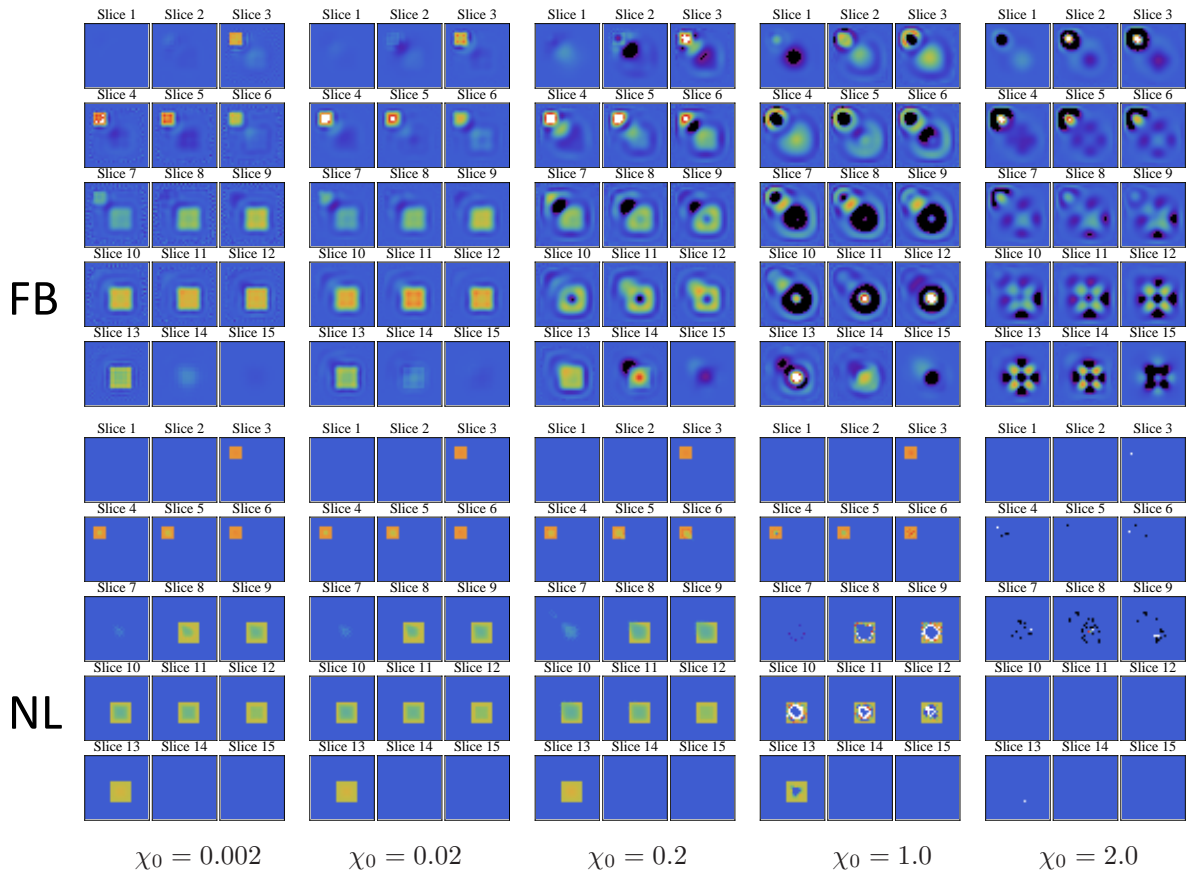 Slice 1 Slice 2 Slice 3 Slice 1 Slice 2 Slice 3 Slice 1 Slice 2 Slice 3 Slice 1 Slice 2 Slice 3 Slice 1 Slice 2 Slice 3
Slice 4 Slice 5 Slice 6 Slice 4 Slice 5 Slice 6 Slice 4 Slice 5 Slice 6 Slice 4 Slice 5 Slice 6 Slice 4 Slice 5 Slice 6
Slice 7 Slice 8 Slice 9 Slice 7 Slice 8 Slice 9 Slice 7 Slice 8 Slice 9 Slice 7 Slice 8 Slice 9 Slice 7 Slice 8 Slice 9
Slice 10 Slice 11 Slice 12 Slice 10 Slice 11 Slice 12 Slice 10 Slice 11 Slice 12 Slice 10 Slice 11 Slice 12 Slice 10 Slice 11 Slice 12
FB
Slice 13 Slice 14 Slice 15 Slice 13 Slice 14 Slice 15 Slice 13 Slice 14 Slice 15 Slice 13 Slice 14 Slice 15 Slice 13 Slice 14 Slice 15
Slice 1 Slice 2 Slice 3 Slice 1 Slice 2 Slice 3 Slice 1 Slice 2 Slice 3 Slice 1 Slice 2 Slice 3 Slice 1 Slice 2 Slice 3
Slice 4 Slice 5 Slice 6 Slice 4 Slice 5 Slice 6 Slice 4 Slice 5 Slice 6 Slice 4 Slice 5 Slice 6 Slice 4 Slice 5 Slice 6
Slice 7 Slice 8 Slice 9 Slice 7 Slice 8 Slice 9 Slice 7 Slice 8 Slice 9 Slice 7 Slice 8 Slice 9 Slice 7 Slice 8 Slice 9
Slice 10 Slice 11 Slice 12 Slice 10 Slice 11 Slice 12 Slice 10 Slice 11 Slice 12 Slice 10 Slice 11 Slice 12 Slice 10 Slice 11 Slice 12
NL
Slice 13 Slice 14 Slice 15 Slice 13 Slice 14 Slice 15 Slice 13 Slice 14 Slice 15 Slice 13 Slice 14 Slice 15 Slice 13 Slice 14 Slice 15
χ₀ = 0.002 χ₀ = 0.02 χ₀ = 0.2 χ₀ = 1.0 χ₀ = 2.0